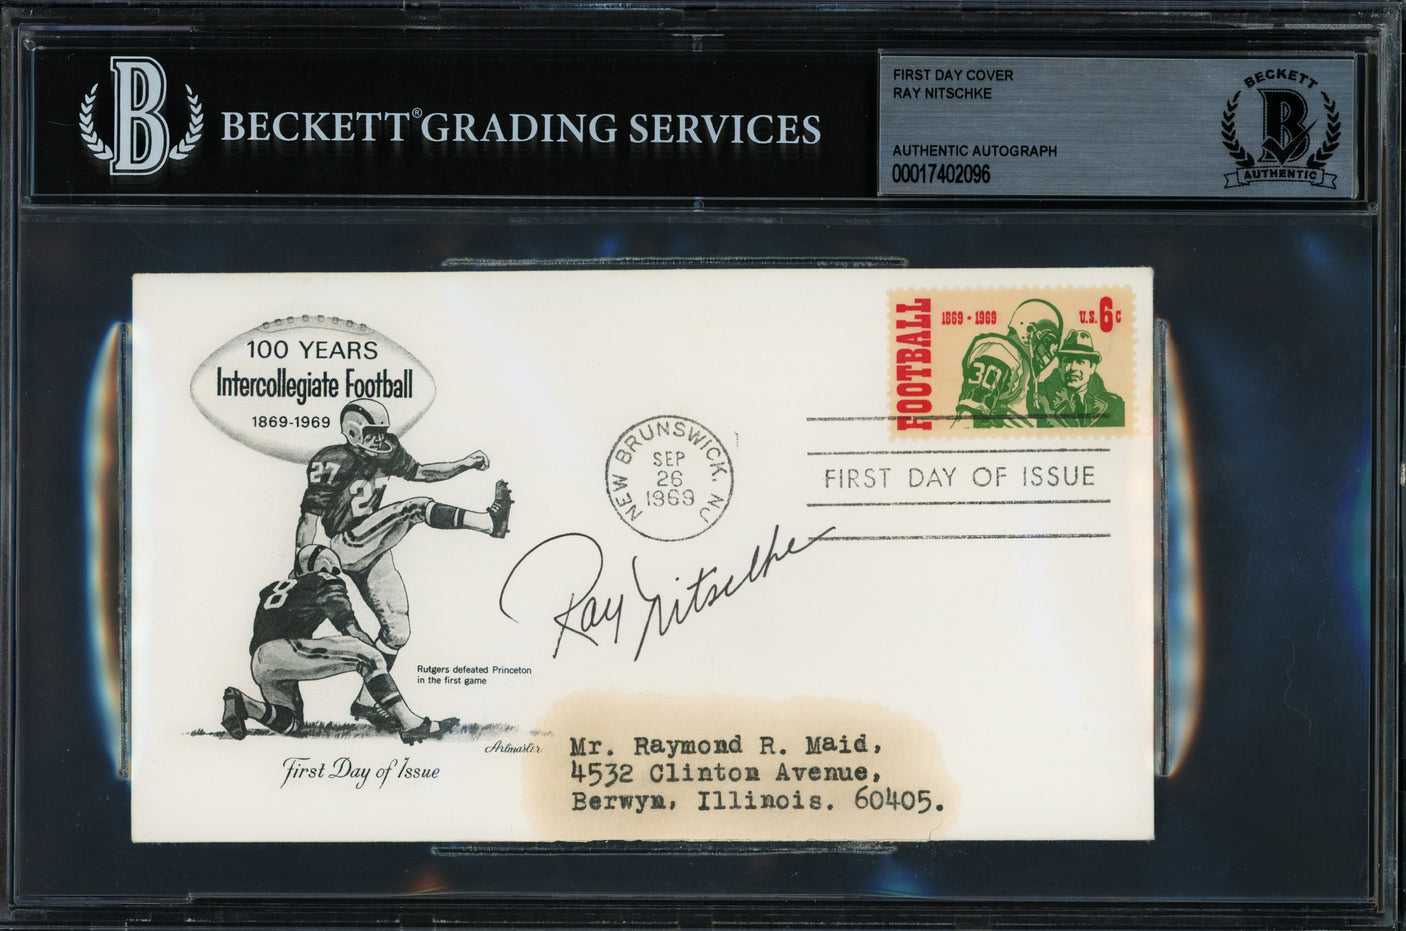 BECKETT® GRADING SERVICES
FIRST DAY COVER
RAY NITSCHKE
AUTHENTIC AUTOGRAPH
00017402096
BECKETT
B
AUTHENTIC
B
100 YEARS
Intercollegiate Football
1869-1969
27
27
8
Rutgers defeated Princeton
in the first game
Artmaster
First Day of Issue
NEW BRUNSWICK, NJ
SEP
26
1969
FOOTBALL
1869 - 1969
U.S. 6c
30
FIRST DAY OF ISSUE
Ray Nitschke
Mr. Raymond R. Maid,
4532 Clinton Avenue,
Berwyn, Illinois. 60405.